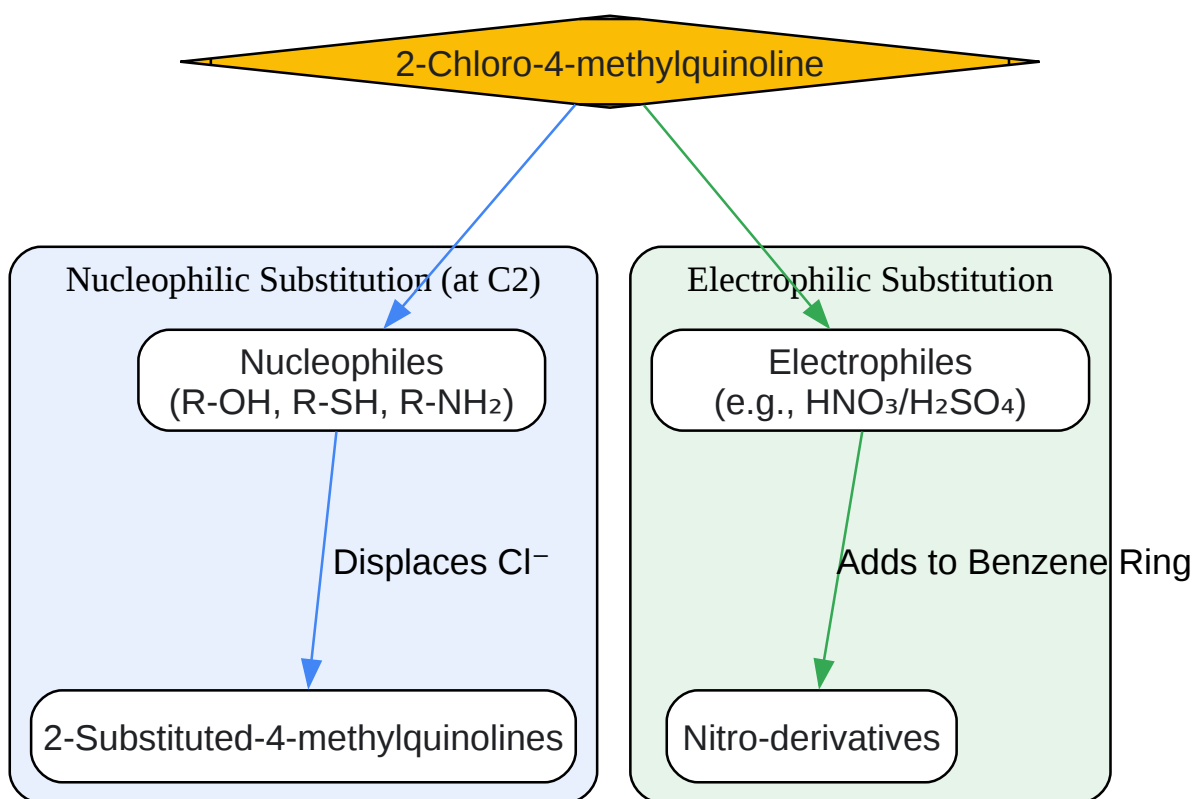 2-Chloro-4-methylquinoline
Nucleophilic Substitution (at C2)
Nucleophiles
(R-OH, R-SH, R-NH₂)
Displaces Cl⁻
2-Substituted-4-methylquinolines
Electrophilic Substitution
Electrophiles
(e.g., HNO₃/H₂SO₄)
Adds to Benzene Ring
Nitro-derivatives